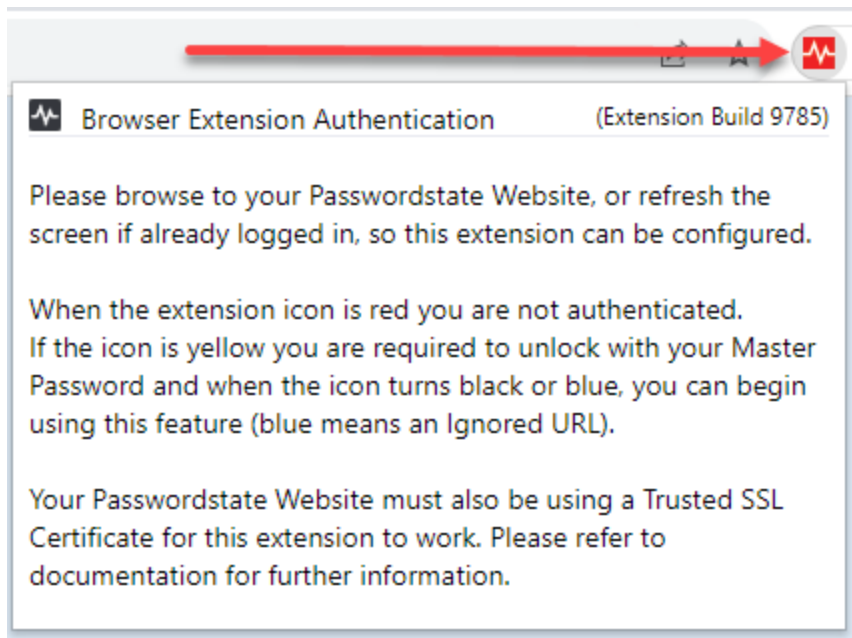 Browser Extension Authentication (Extension Build 9785)
Please browse to your Passwordstate Website, or refresh the
screen if already logged in, so this extension can be configured.
When the extension icon is red you are not authenticated.
If the icon is yellow you are required to unlock with your Master
Password and when the icon turns black or blue, you can begin
using this feature (blue means an Ignored URL).
Your Passwordstate Website must also be using a Trusted SSL
Certificate for this extension to work. Please refer to
documentation for further information.